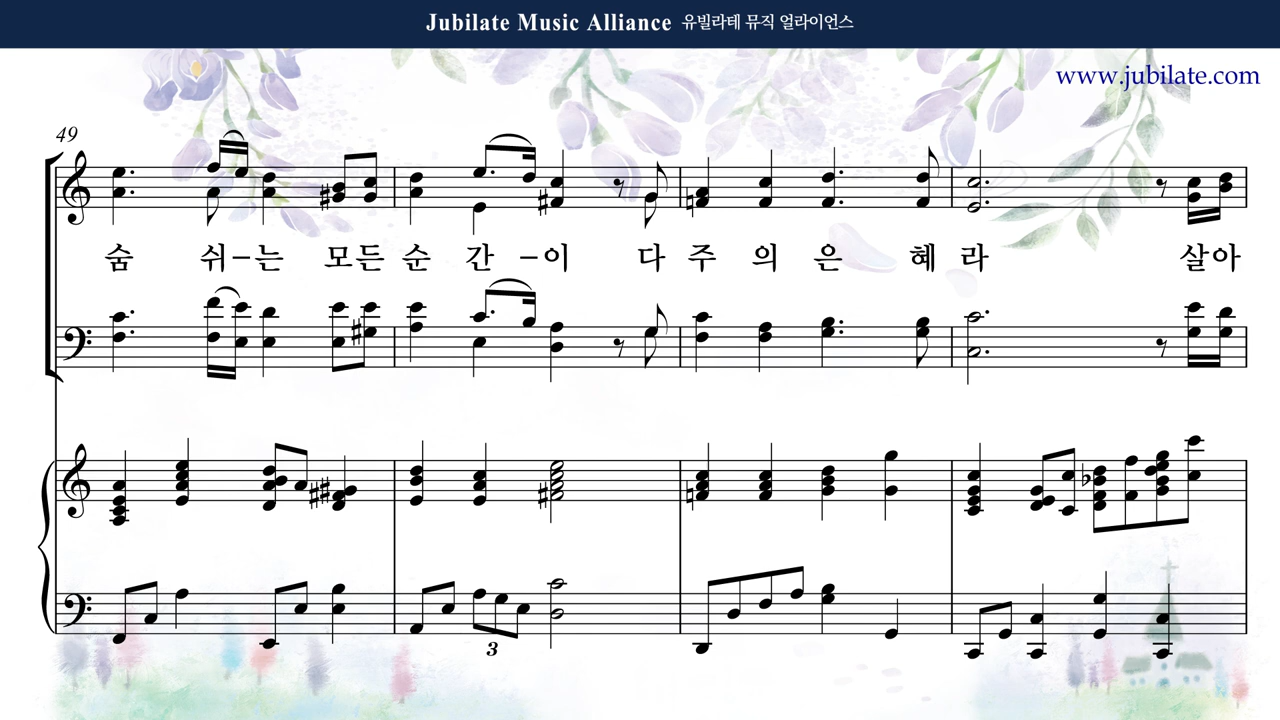 Jubilate Music Alliance 유빌라테 뮤직 얼라이언스
www.jubilate.com
49
숨 쉬-는 모든 순 간 -이 다 주 의 은 혜 라 살아
3